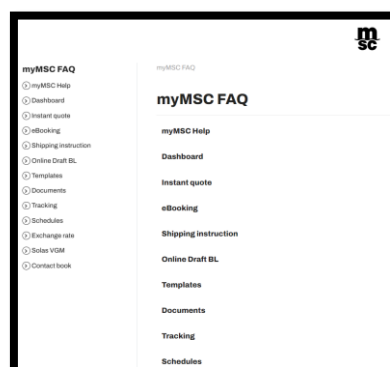 m
sc
myMSC FAQ
myMSC Help
Dashboard
Instant quote
eBooking
Shipping instruction
Online Draft BL
Templates
Documents
Tracking
Schedules
Exchange rate
Solas VGM
Contact book
myMSC FAQ
myMSC FAQ
myMSC Help
Dashboard
Instant quote
eBooking
Shipping instruction
Online Draft BL
Templates
Documents
Tracking
Schedules